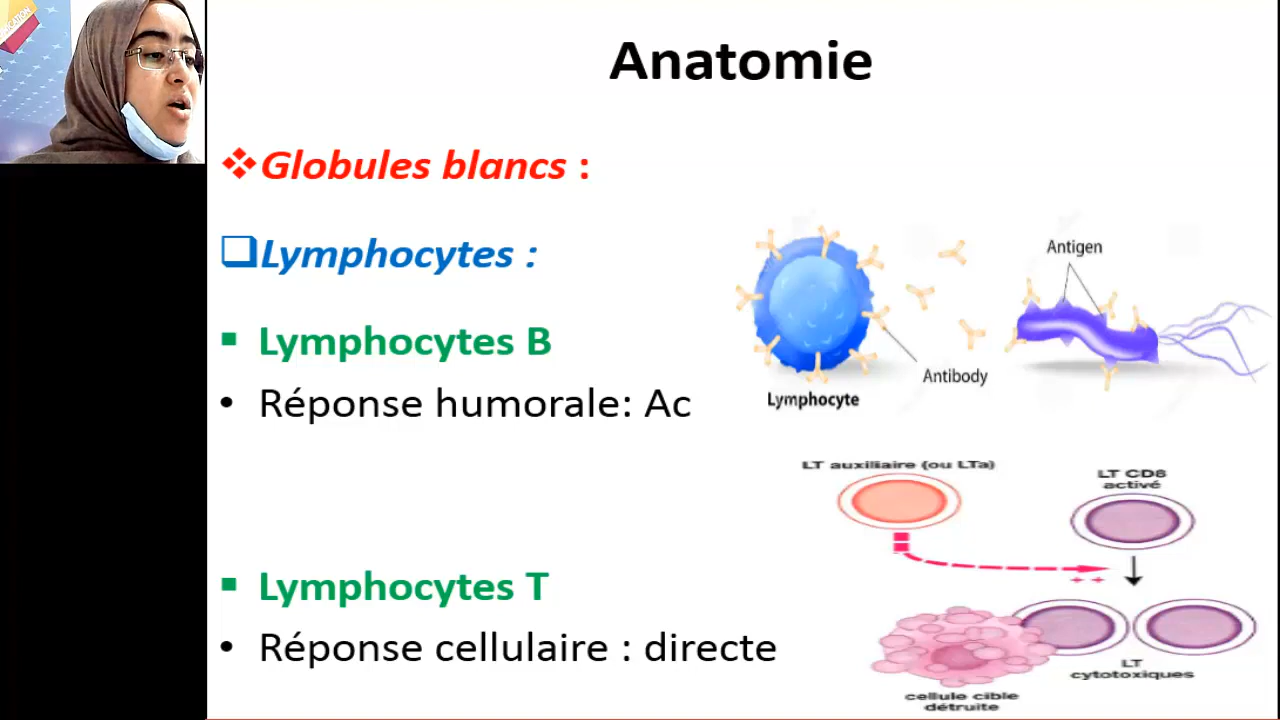 Anatomie
❖Globules blancs :
❑Lymphocytes :
▪ Lymphocytes B
• Réponse humorale: Ac
Antigen
Antibody
Lymphocyte
LT auxiliaire (ou LTa)
LT CD8
activé
++
▪ Lymphocytes T
• Réponse cellulaire : directe
LT
cytotoxiques
cellule cible
détruite